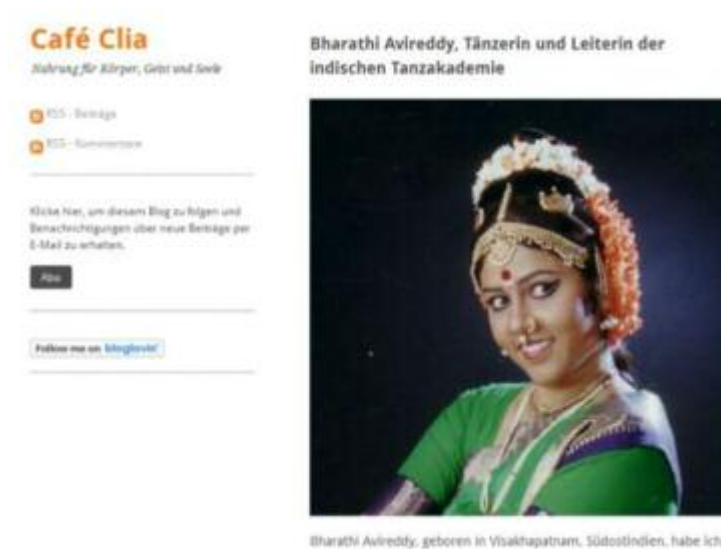 Café Clia
Nahrung für Körper, Geist und Seele
RSS - Beiträge
RSS - Kommentare
Klicke hier, um diesem Blog zu folgen und
Benachrichtigungen über neue Beiträge per
E-Mail zu erhalten.
Abo
Follow me on bloglovin'
Bharathi Avireddy, Tänzerin und Leiterin der
indischen Tanzakademie
Bharathi Avireddy, geboren in Visakhapatnam, Südostindien, habe ich